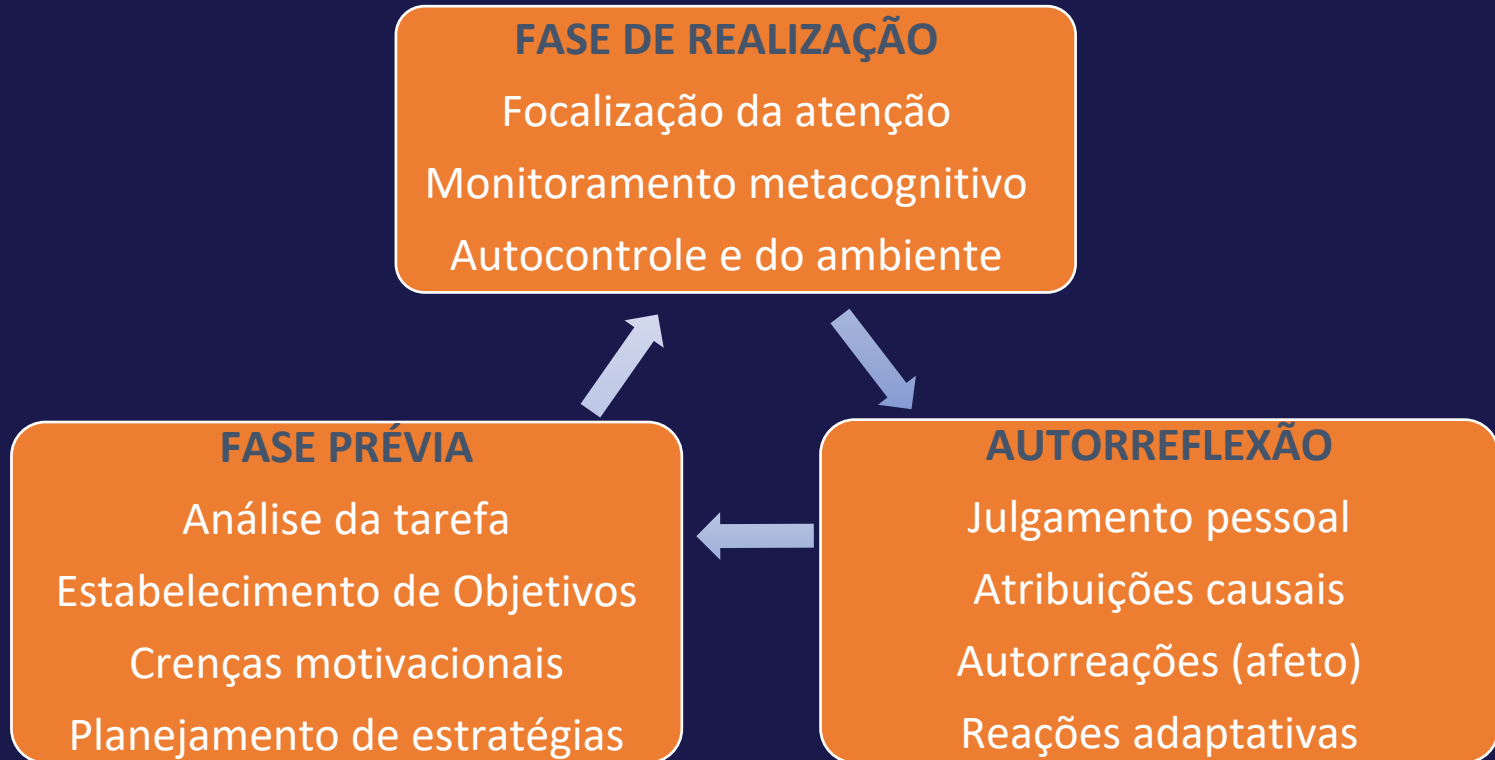 FASE DE REALIZAÇÃO
Focalização da atenção
Monitoramento metacognitivo
Autocontrole e do ambiente
FASE PRÉVIA
Análise da tarefa
Estabelecimento de Objetivos
Crenças motivacionais
Planejamento de estratégias
AUTORREFLEXÃO
Julgamento pessoal
Atribuições causais
Autorreações (afeto)
Reações adaptativas